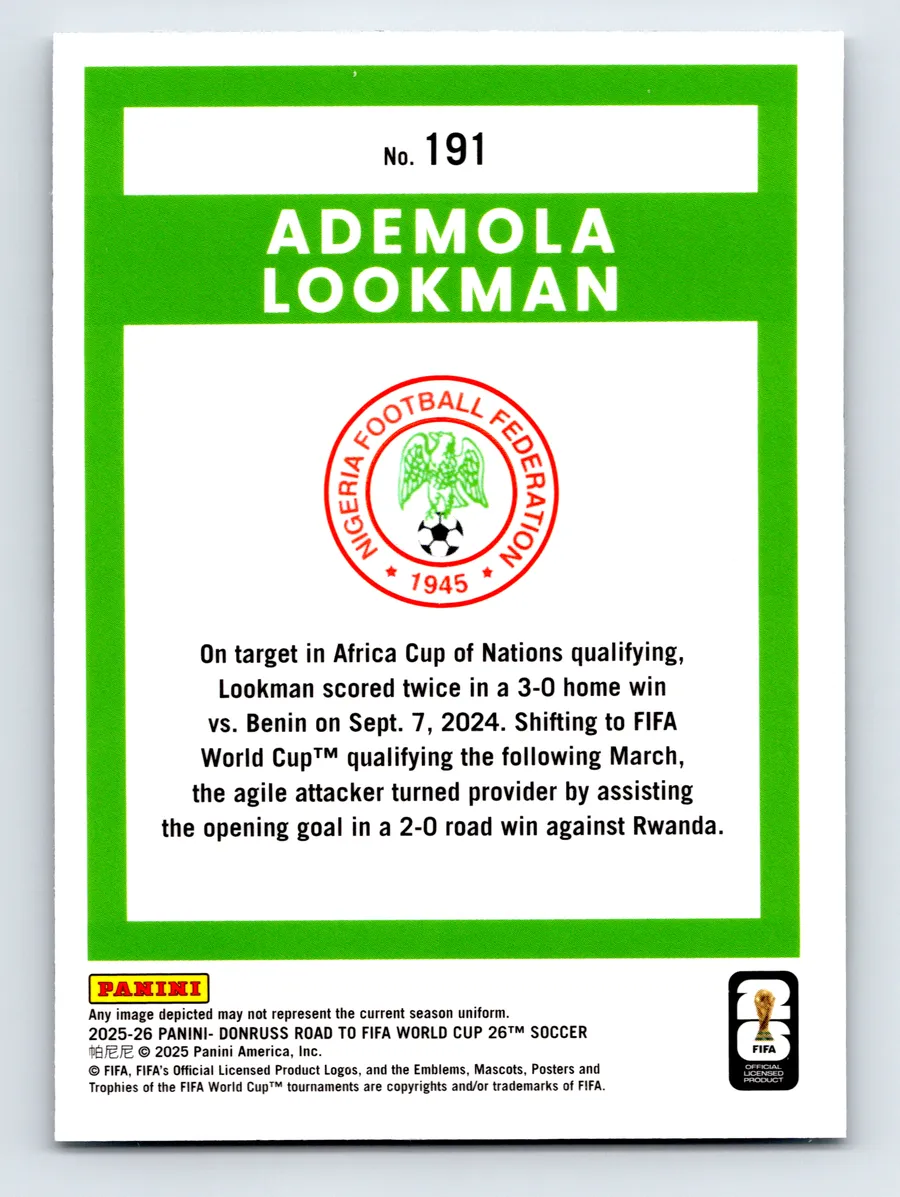 No. 191
ADEMOLA
LOOKMAN
NIGERIA FOOTBALL FEDERATION
1945
On target in Africa Cup of Nations qualifying,
Lookman scored twice in a 3-0 home win
vs. Benin on Sept. 7, 2024. Shifting to FIFA
World Cup™ qualifying the following March,
the agile attacker turned provider by assisting
the opening goal in a 2-0 road win against Rwanda.
PANINI
Any image depicted may not represent the current season uniform.
2025-26 PANINI- DONRUSS ROAD TO FIFA WORLD CUP 26™ SOCCER
帕尼尼 © 2025 Panini America, Inc.
© FIFA, FIFA's Official Licensed Product Logos, and the Emblems, Mascots, Posters and
Trophies of the FIFA World Cup™ tournaments are copyrights and/or trademarks of FIFA.
26
FIFA
OFFICIAL
LICENSED
PRODUCT